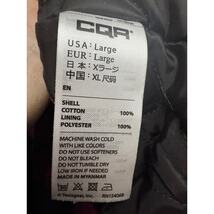 CQR
USA: Large
EUR: Large
日本: Xラージ
中国: XL 尺码
EN
SHELL
COTTON 100%
LINING
POLYESTER 100%
MACHINE WASH COLD
WITH LIKE COLORS
DO NOT USE SOFTENERS
DO NOT BLEACH
DO NOT TUMBLE DRY
LOW IRON IF NEEDED
MADE IN MYANMAR